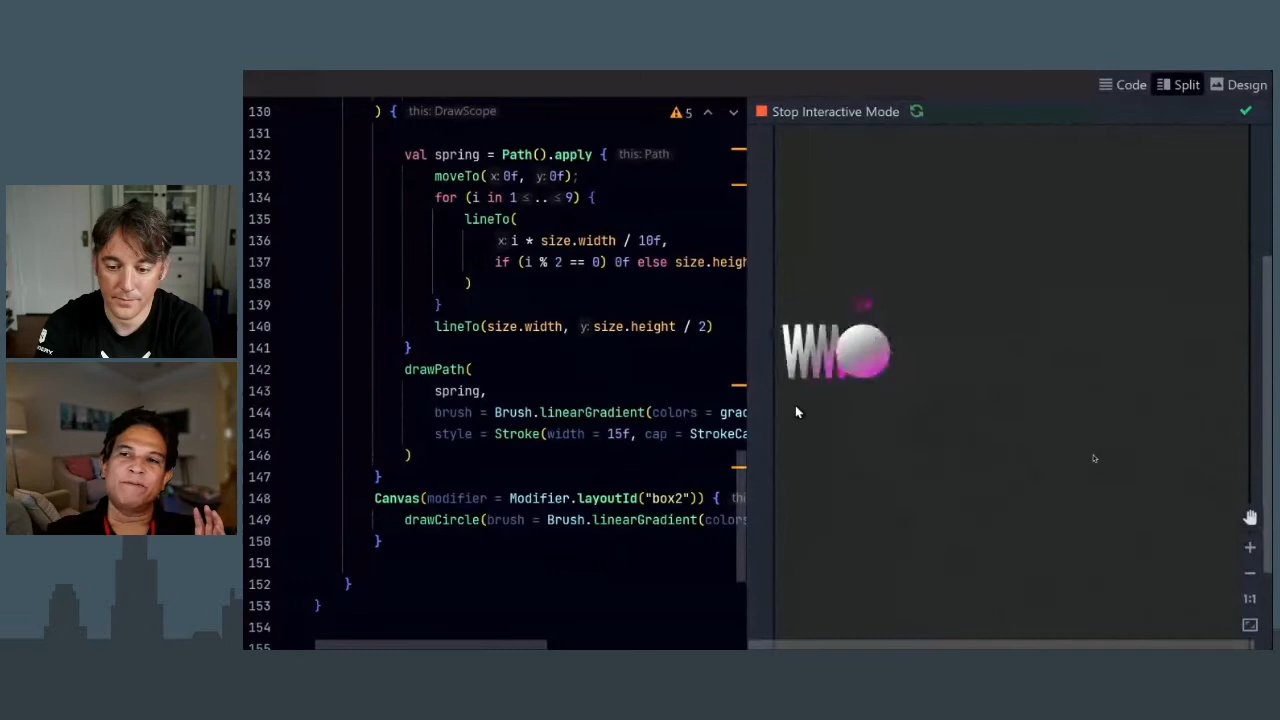 Code Split Design
130 ) { this: DrawScope 5
Stop Interactive Mode
131
132 val spring = Path().apply { this: Path
133 moveTo( x: 0f, y: 0f);
134 for (i in 1 ≤ .. ≤ 9) {
135 lineTo(
136 x: i * size.width / 10f,
137 if (i % 2 == 0) 0f else size.heigh
138 )
139 }
140 lineTo(size.width, y: size.height / 2)
141 }
142 drawPath(
143 spring,
144 brush = Brush.linearGradient(colors = grad
145 style = Stroke(width = 15f, cap = StrokeCa
146 )
147 }
148 Canvas(modifier = Modifier.layoutId("box2")) { thi
149 drawCircle(brush = Brush.linearGradient(colors
150 }
151
152 }
153 }
154
155
1:1